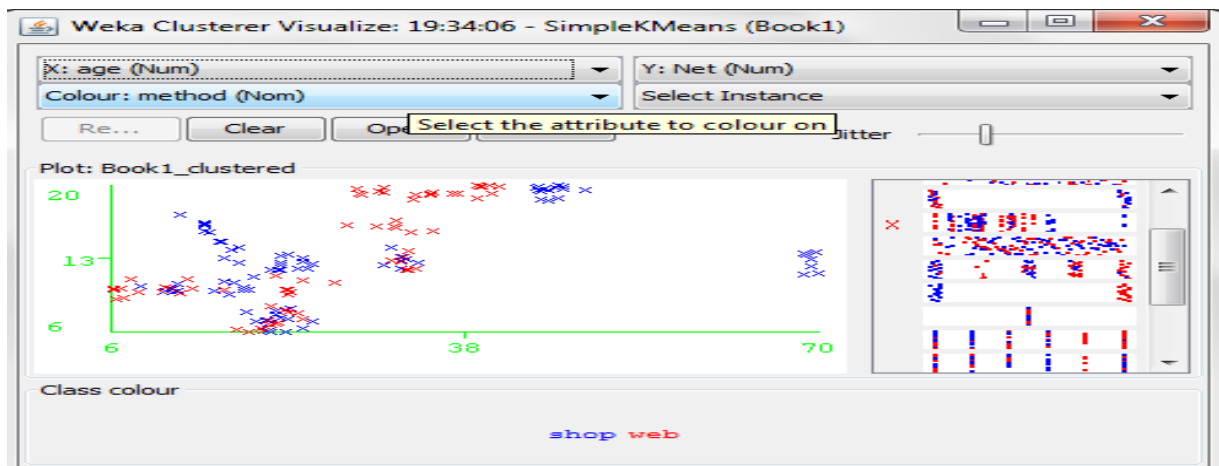 Weka Clusterer Visualize: 19:34:06 - SimpleKMeans (Book1)
X: age (Num) Y: Net (Num)
Colour: method (Nom) Select Instance
Re... Clear Select the attribute to colour on Jitter
Plot: Book1_clustered
20
13
6
6 38 70
Class colour
shop web